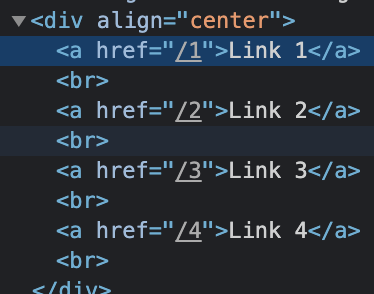 <div align="center">
<a href="/1">Link 1</a>
<br>
<a href="/2">Link 2</a>
<br>
<a href="/3">Link 3</a>
<br>
<a href="/4">Link 4</a>
<br>
</div>